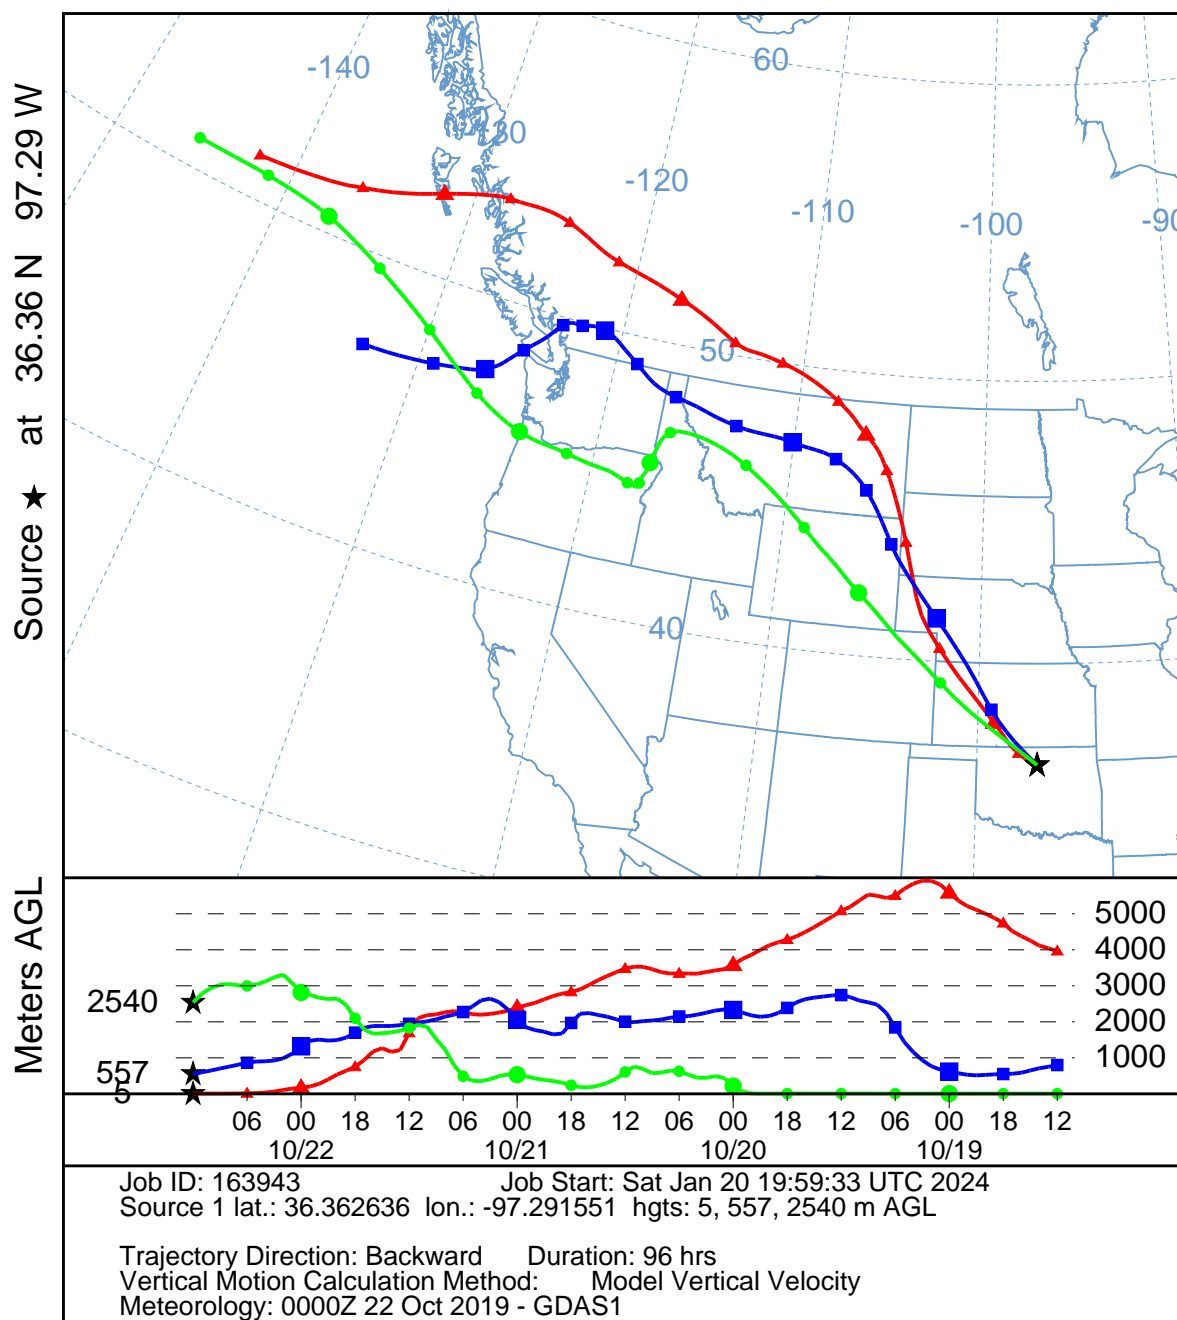 Source ★ at 36.36 N 97.29 W
-140
60
-120
-110
-100
50
40
Meters AGL
2540
557
5
5000
4000
3000
2000
1000
06 00 18 12 06 00 18 12 06 00 18 12 06 00 18 12
10/22 10/21 10/20 10/19
Job ID: 163943 Job Start: Sat Jan 20 19:59:33 UTC 2024
Source 1 lat.: 36.362636 lon.: -97.291551 hgts: 5, 557, 2540 m AGL
Trajectory Direction: Backward Duration: 96 hrs
Vertical Motion Calculation Method: Model Vertical Velocity
Meteorology: 0000Z 22 Oct 2019 - GDAS1